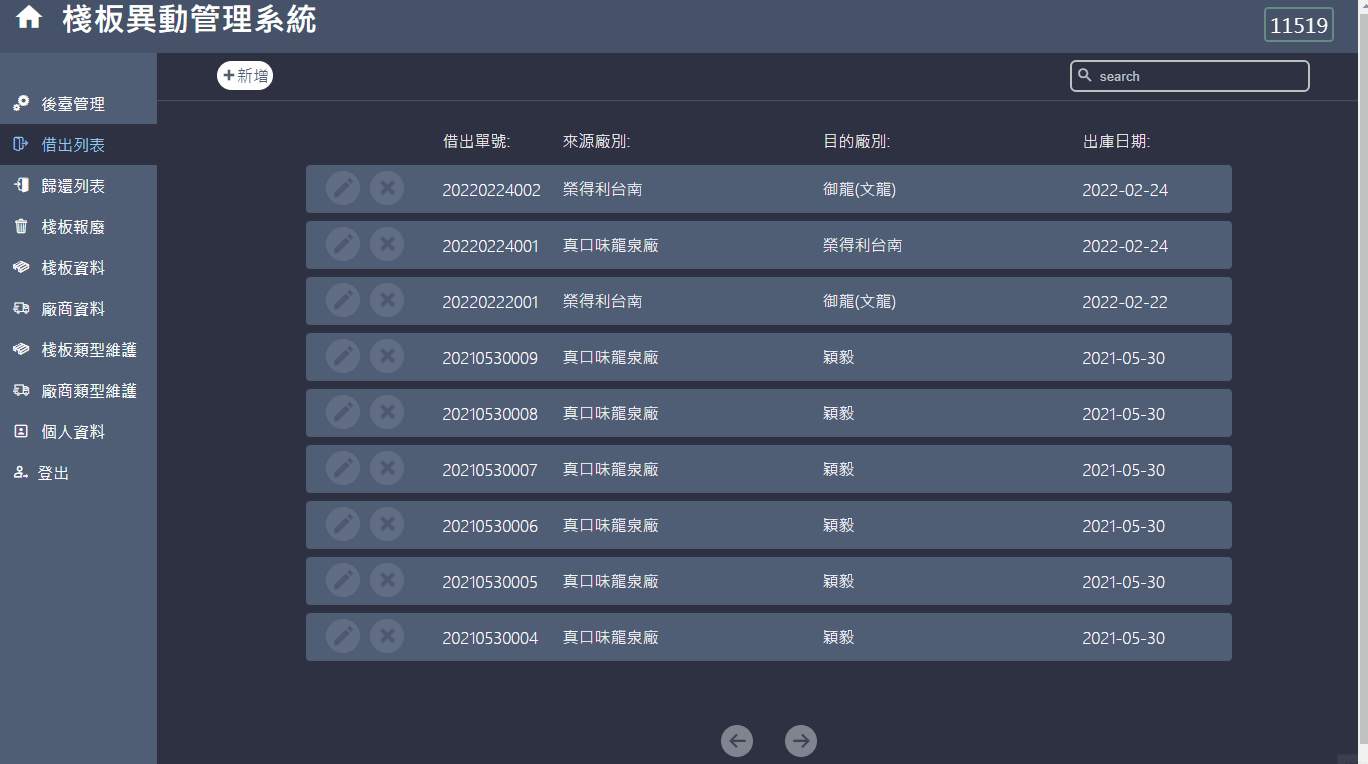 棧板異動管理系統
11519
新增
search
後臺管理
借出列表
歸還列表
棧板報廢
棧板資料
廠商資料
棧板類型維護
廠商類型維護
個人資料
登出
借出單號: 來源廠別: 目的廠別: 出庫日期:
20220224002 榮得利台南 御龍(文龍) 2022-02-24
20220224001 真口味龍泉廠 榮得利台南 2022-02-24
20220222001 榮得利台南 御龍(文龍) 2022-02-22
20210530009 真口味龍泉廠 穎毅 2021-05-30
20210530008 真口味龍泉廠 穎毅 2021-05-30
20210530007 真口味龍泉廠 穎毅 2021-05-30
20210530006 真口味龍泉廠 穎毅 2021-05-30
20210530005 真口味龍泉廠 穎毅 2021-05-30
20210530004 真口味龍泉廠 穎毅 2021-05-30